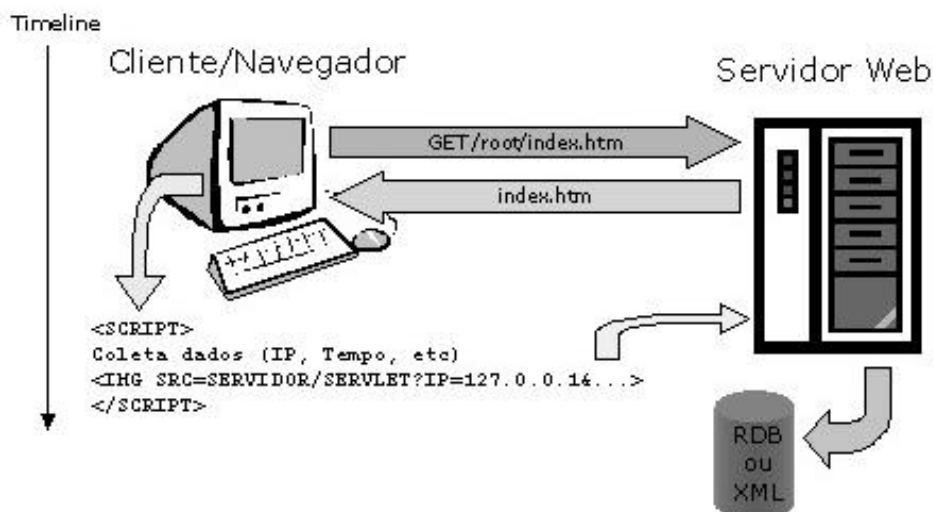 Timeline
Cliente/Navegador
Servidor Web
GET/root/index.htm
index.htm
<SCRIPT>
Coleta dados (IP, Tempo, etc)
<IMG SRC=SERVIDOR/SERVLET?IP=127.0.0.14...>
</SCRIPT>
RDB
ou
XML